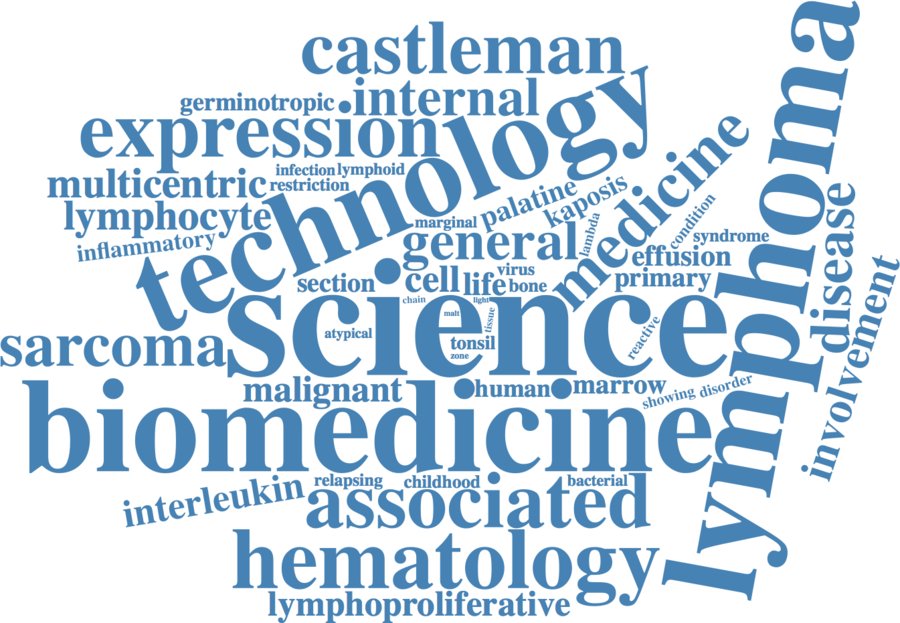 castleman
germinotropic
internal
expression
technology
infection
lymphoid
multicentric
restriction
lymphocyte
inflammatory
marginal
palatine
kaposis
lambda
medicine
condition
syndrome
general
effusion
section
cell
life
virus
bone
primary
lymphoma
disease
involvement
science
chain
light
malt
tissue
atypical
tonsil
zone
reactive
sarcoma
malignant
human
marrow
showing
disorder
biomedicine
interleukin
relapsing
childhood
bacterial
associated
hematology
lymphoproliferative